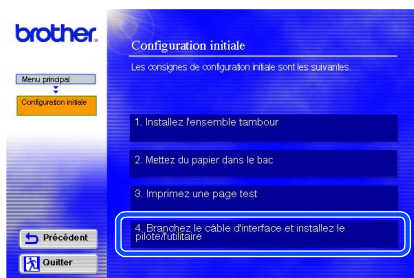 brother.
Configuration initiale
Les consignes de configuration initiale sont les suivantes.
Menu principal
Configuration initiale
1. Installez l'ensemble tambour
2. Mettez du papier dans le bac
3. Imprimez une page test
4. Branchez le câble d'interface et installez le
pilote/l'utilitaire
Précédent
Quitter